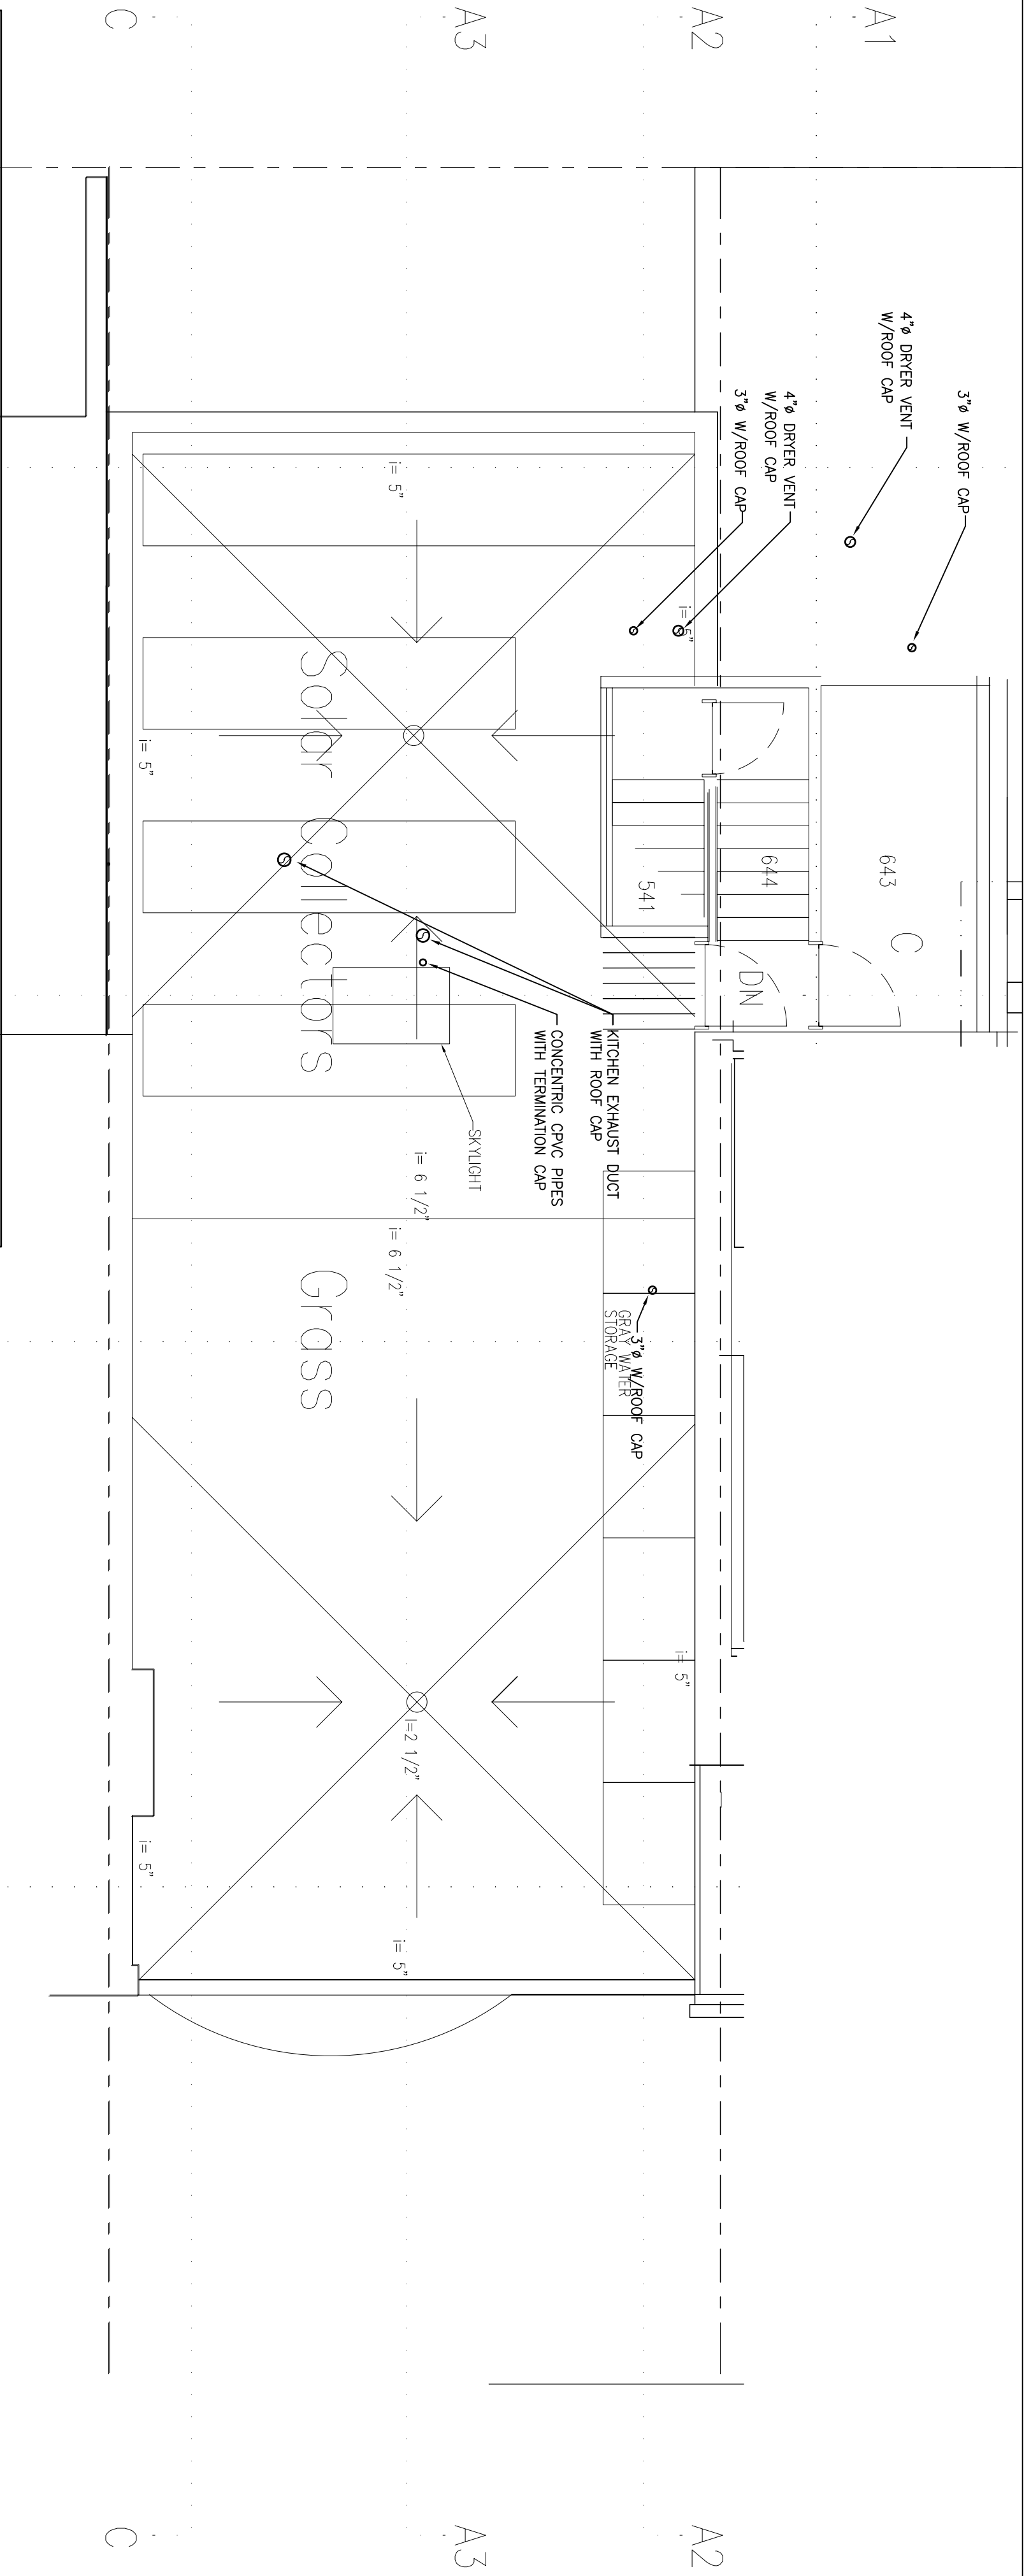 A1
A2
A3
C
3"ø W/ROOF CAP
4"ø DRYER VENT
W/ROOF CAP
4"ø DRYER VENT
W/ROOF CAP
3"ø W/ROOF CAP
i= 5"
i= 5"
i= 5"
643
644
541
C
DN
Solar Collectors
KITCHEN EXHAUST DUCT
WITH ROOF CAP
CONCENTRIC CPVC PIPES
WITH TERMINATION CAP
SKYLIGHT
i= 6 1/2"
i= 6 1/2"
Grass
3"ø W/ROOF CAP
GRAY WATER
STORAGE
i= 5"
I=2 1/2"
i= 5"
i= 5"
A2
A3
C